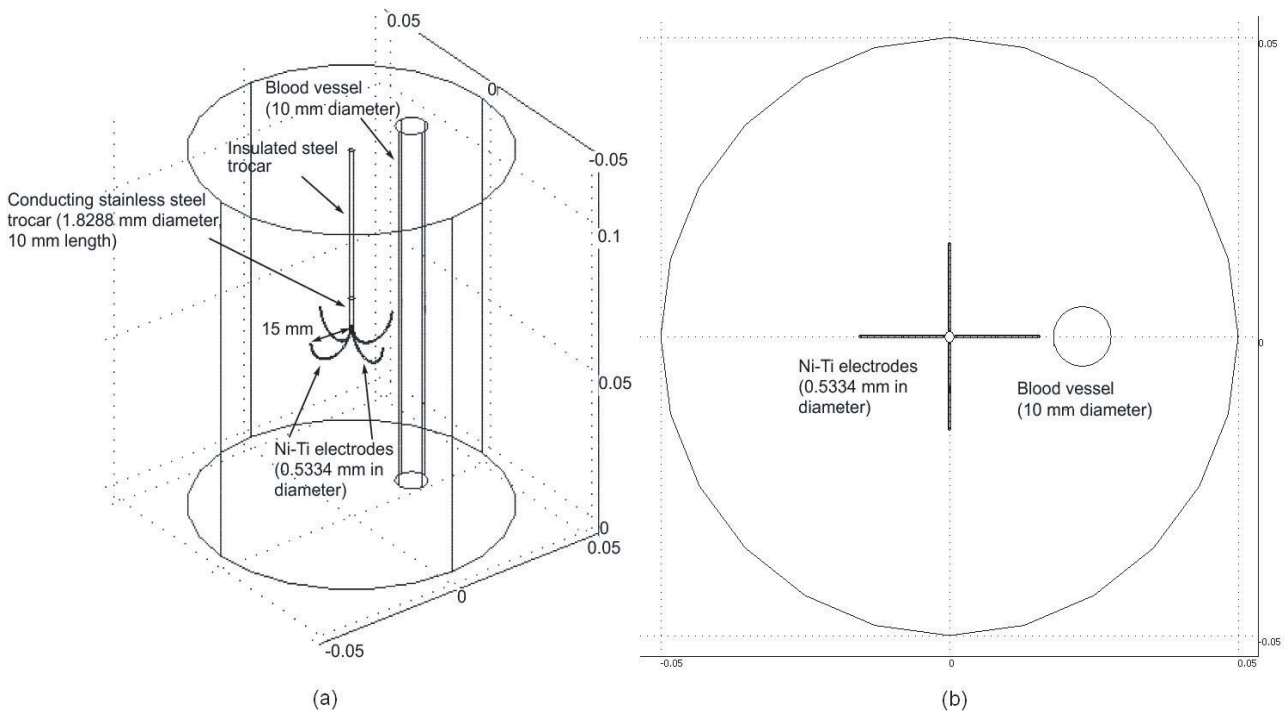 0.05
Blood vessel
(10 mm diameter)
0
Insulated steel
trocar
-0.05
Conducting stainless steel
trocar (1.8288 mm diameter,
10 mm length)
0.1
15 mm
0.05
Ni-Ti electrodes
(0.5334 mm in
diameter)
0
0.05
0
-0.05
(a)
0.05
0
Ni-Ti electrodes
(0.5334 mm in
diameter)
Blood vessel
(10 mm diameter)
-0.05
-0.05
0
0.05
(b)